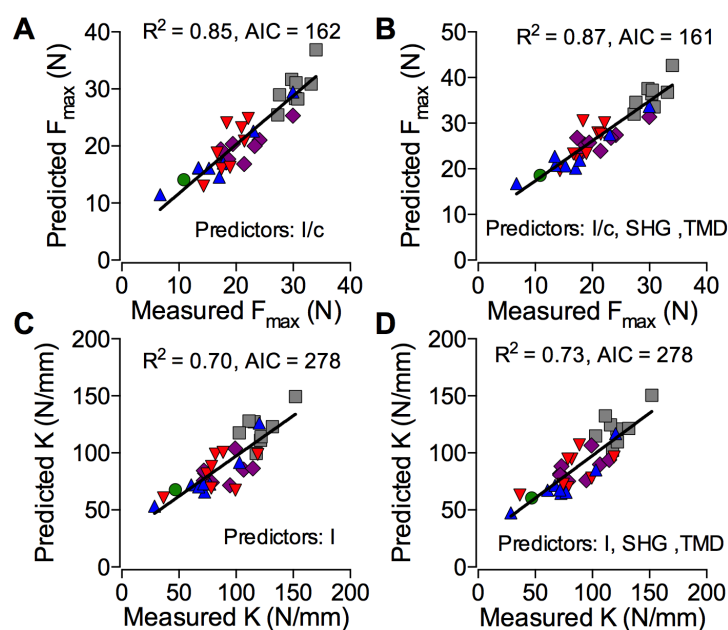 A
R² = 0.85, AIC = 162
Predicted Fmax (N)
40
30
20
10
0
Predictors: I/c
0 10 20 30 40
Measured Fmax (N)
B
R² = 0.87, AIC = 161
Predicted Fmax (N)
50
40
30
20
10
0
Predictors: I/c, SHG ,TMD
0 10 20 30 40
Measured Fmax (N)
C
R² = 0.70, AIC = 278
Predicted K (N/mm)
200
150
100
50
0
Predictors: I
0 50 100 150 200
Measured K (N/mm)
D
R² = 0.73, AIC = 278
Predicted K (N/mm)
200
150
100
50
0
Predictors: I, SHG ,TMD
0 50 100 150 200
Measured K (N/mm)